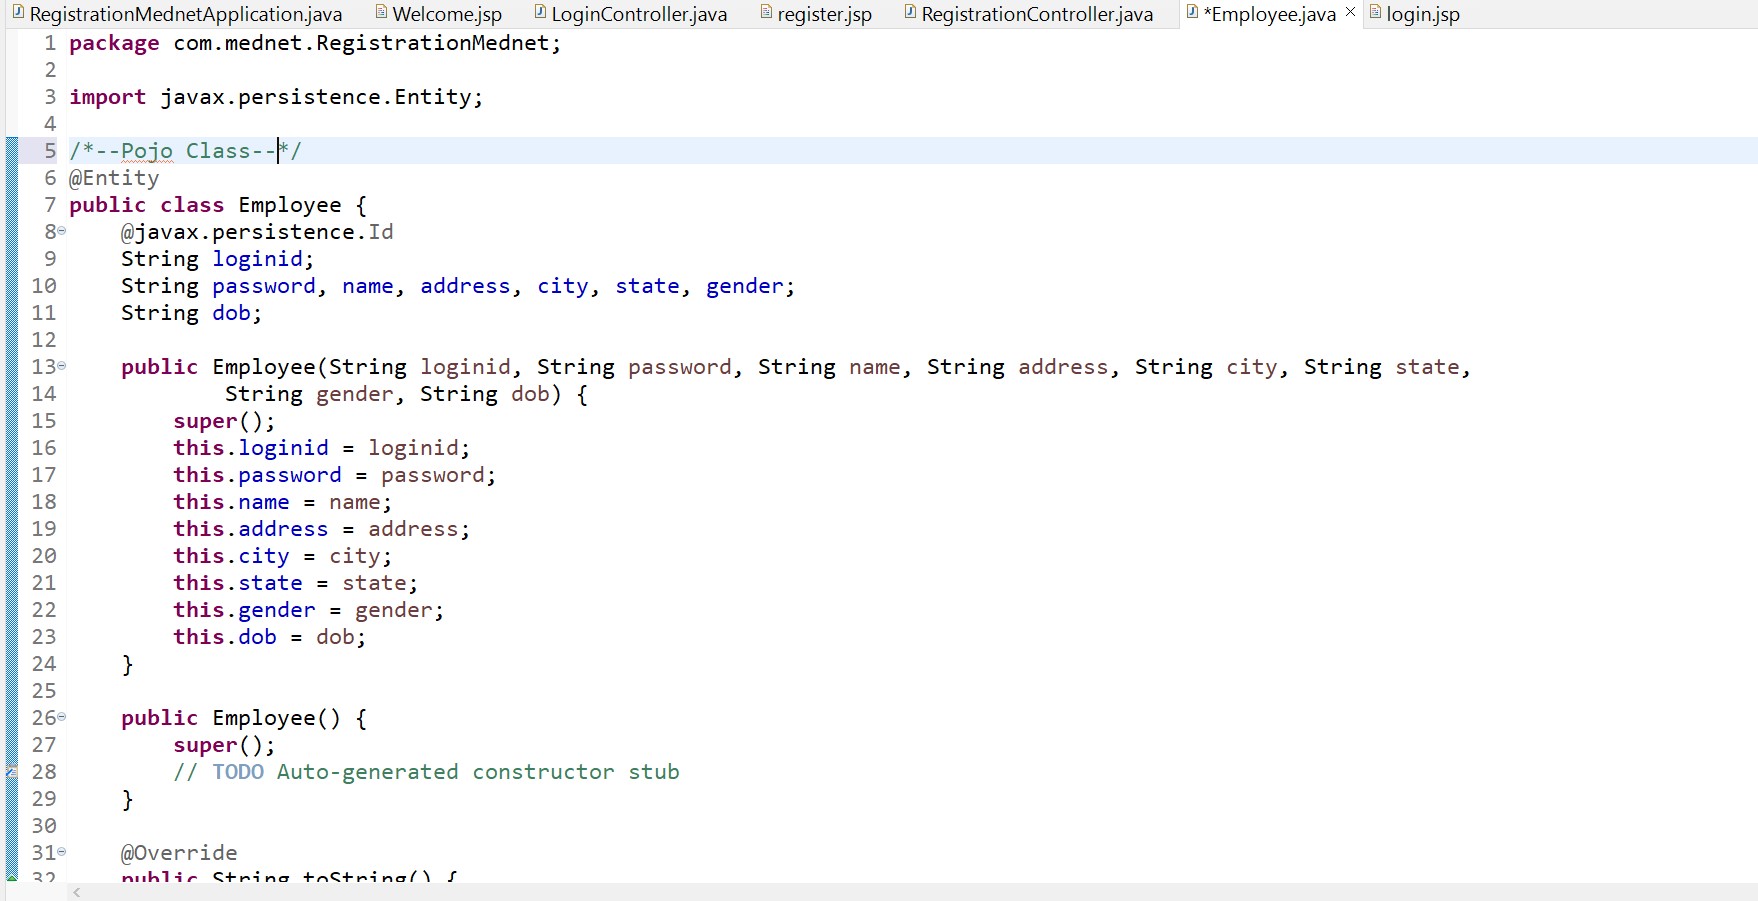 RegistrationMednetApplication.java Welcome.jsp LoginController.java register.jsp RegistrationController.java *Employee.java login.jsp
1 package com.mednet.RegistrationMednet;
2
3 import javax.persistence.Entity;
4
5 /*--Pojo Class--*/
6 @Entity
7 public class Employee {
8 @javax.persistence.Id
9 String loginid;
10 String password, name, address, city, state, gender;
11 String dob;
12
13 public Employee(String loginid, String password, String name, String address, String city, String state,
14 String gender, String dob) {
15 super();
16 this.loginid = loginid;
17 this.password = password;
18 this.name = name;
19 this.address = address;
20 this.city = city;
21 this.state = state;
22 this.gender = gender;
23 this.dob = dob;
24 }
25
26 public Employee() {
27 super();
28 // TODO Auto-generated constructor stub
29 }
30
31 @Override
32 public String toString() {